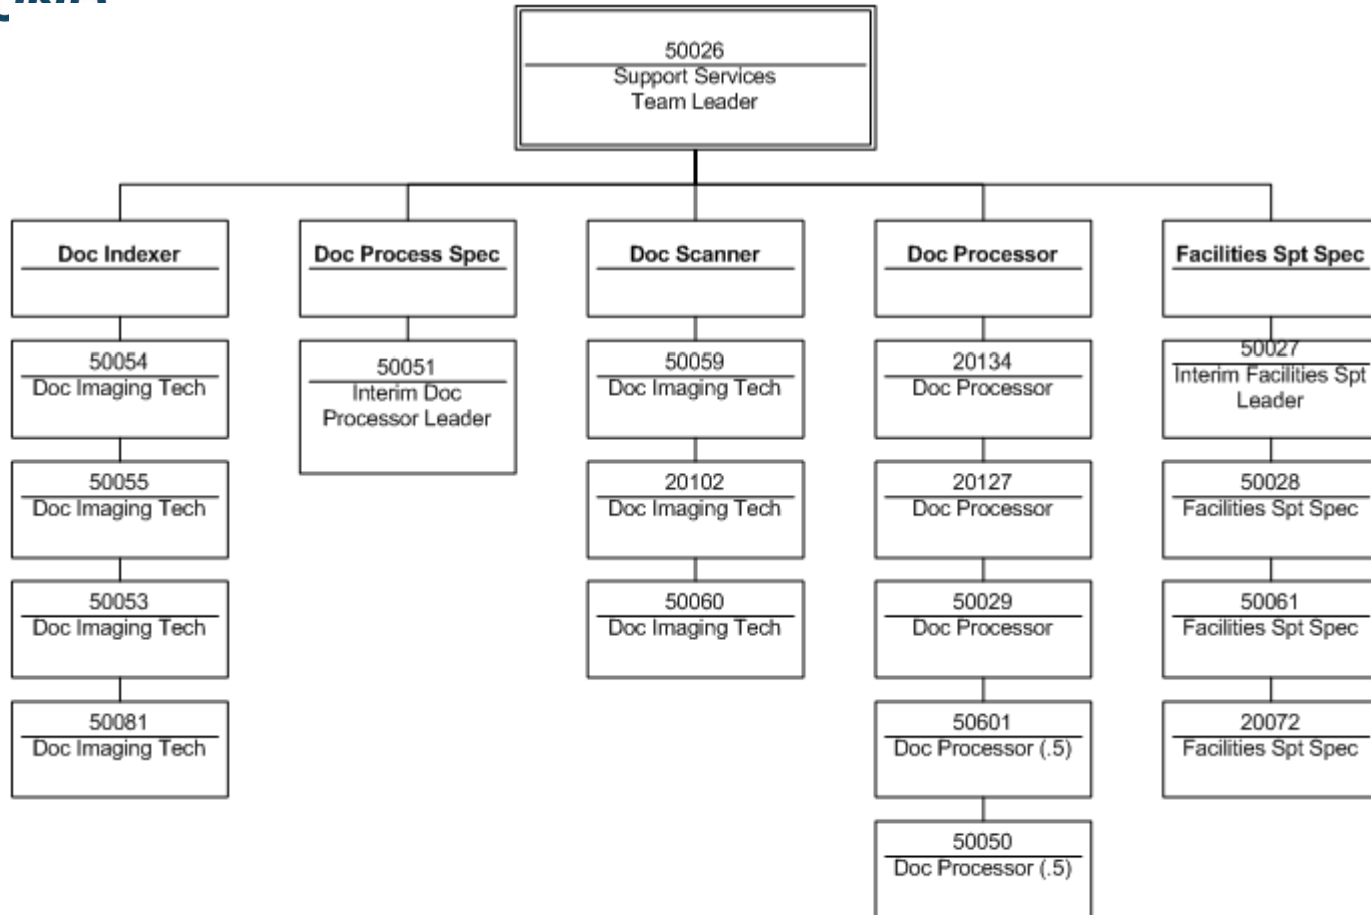 50026
Support Services
Team Leader
Doc Indexer
50054
Doc Imaging Tech
50055
Doc Imaging Tech
50053
Doc Imaging Tech
50081
Doc Imaging Tech
Doc Process Spec
50051
Interim Doc
Processor Leader
Doc Scanner
50059
Doc Imaging Tech
20102
Doc Imaging Tech
50060
Doc Imaging Tech
Doc Processor
20134
Doc Processor
20127
Doc Processor
50029
Doc Processor
50601
Doc Processor (.5)
50050
Doc Processor (.5)
Facilities Spt Spec
50027
Interim Facilities Spt
Leader
50028
Facilities Spt Spec
50061
Facilities Spt Spec
20072
Facilities Spt Spec